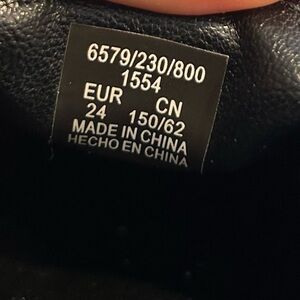 6579/230/800
1554
EUR CN
24 150/62
MADE IN CHINA
HECHO EN CHINA